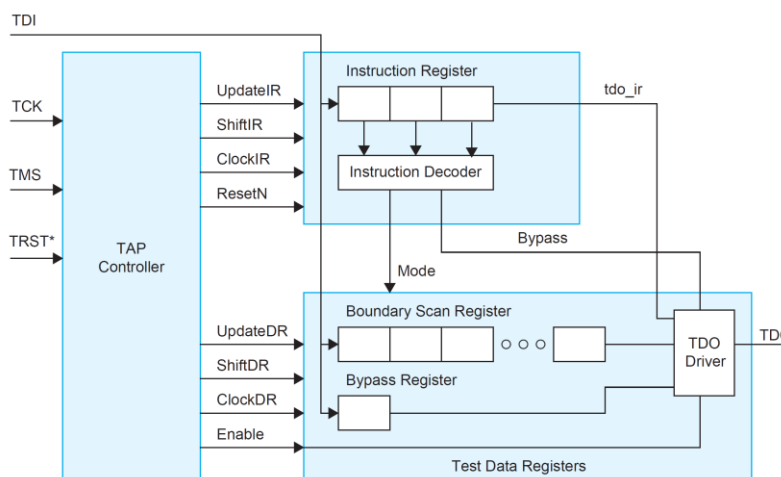 TDI
TCK
TMS
TRST*
TAP
Controller
UpdateIR
ShiftIR
ClockIR
ResetN
Instruction Register
Instruction Decoder
tdo_ir
Bypass
Mode
UpdateDR
ShiftDR
ClockDR
Enable
Boundary Scan Register
Bypass Register
TDO
Driver
Test Data Registers